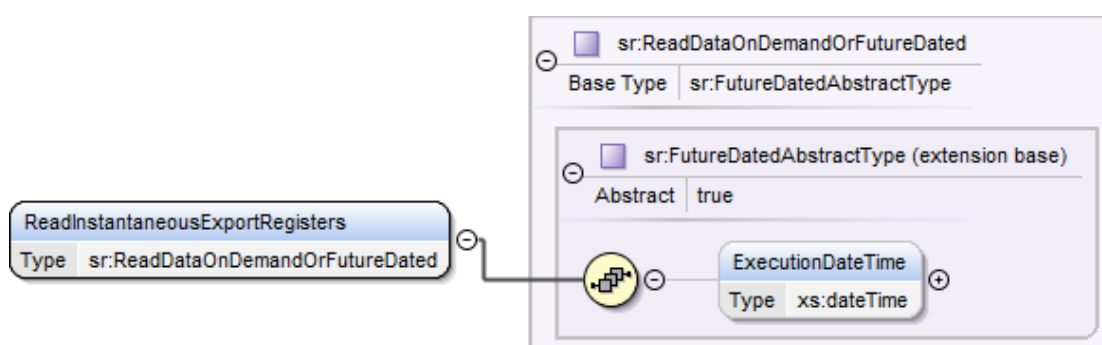 sr:ReadDataOnDemandOrFutureDated
Base Type sr:FutureDatedAbstractType
sr:FutureDatedAbstractType (extension base)
Abstract true
ReadInstantaneousExportRegisters
Type sr:ReadDataOnDemandOrFutureDated
ExecutionDateTime
Type xs:dateTime